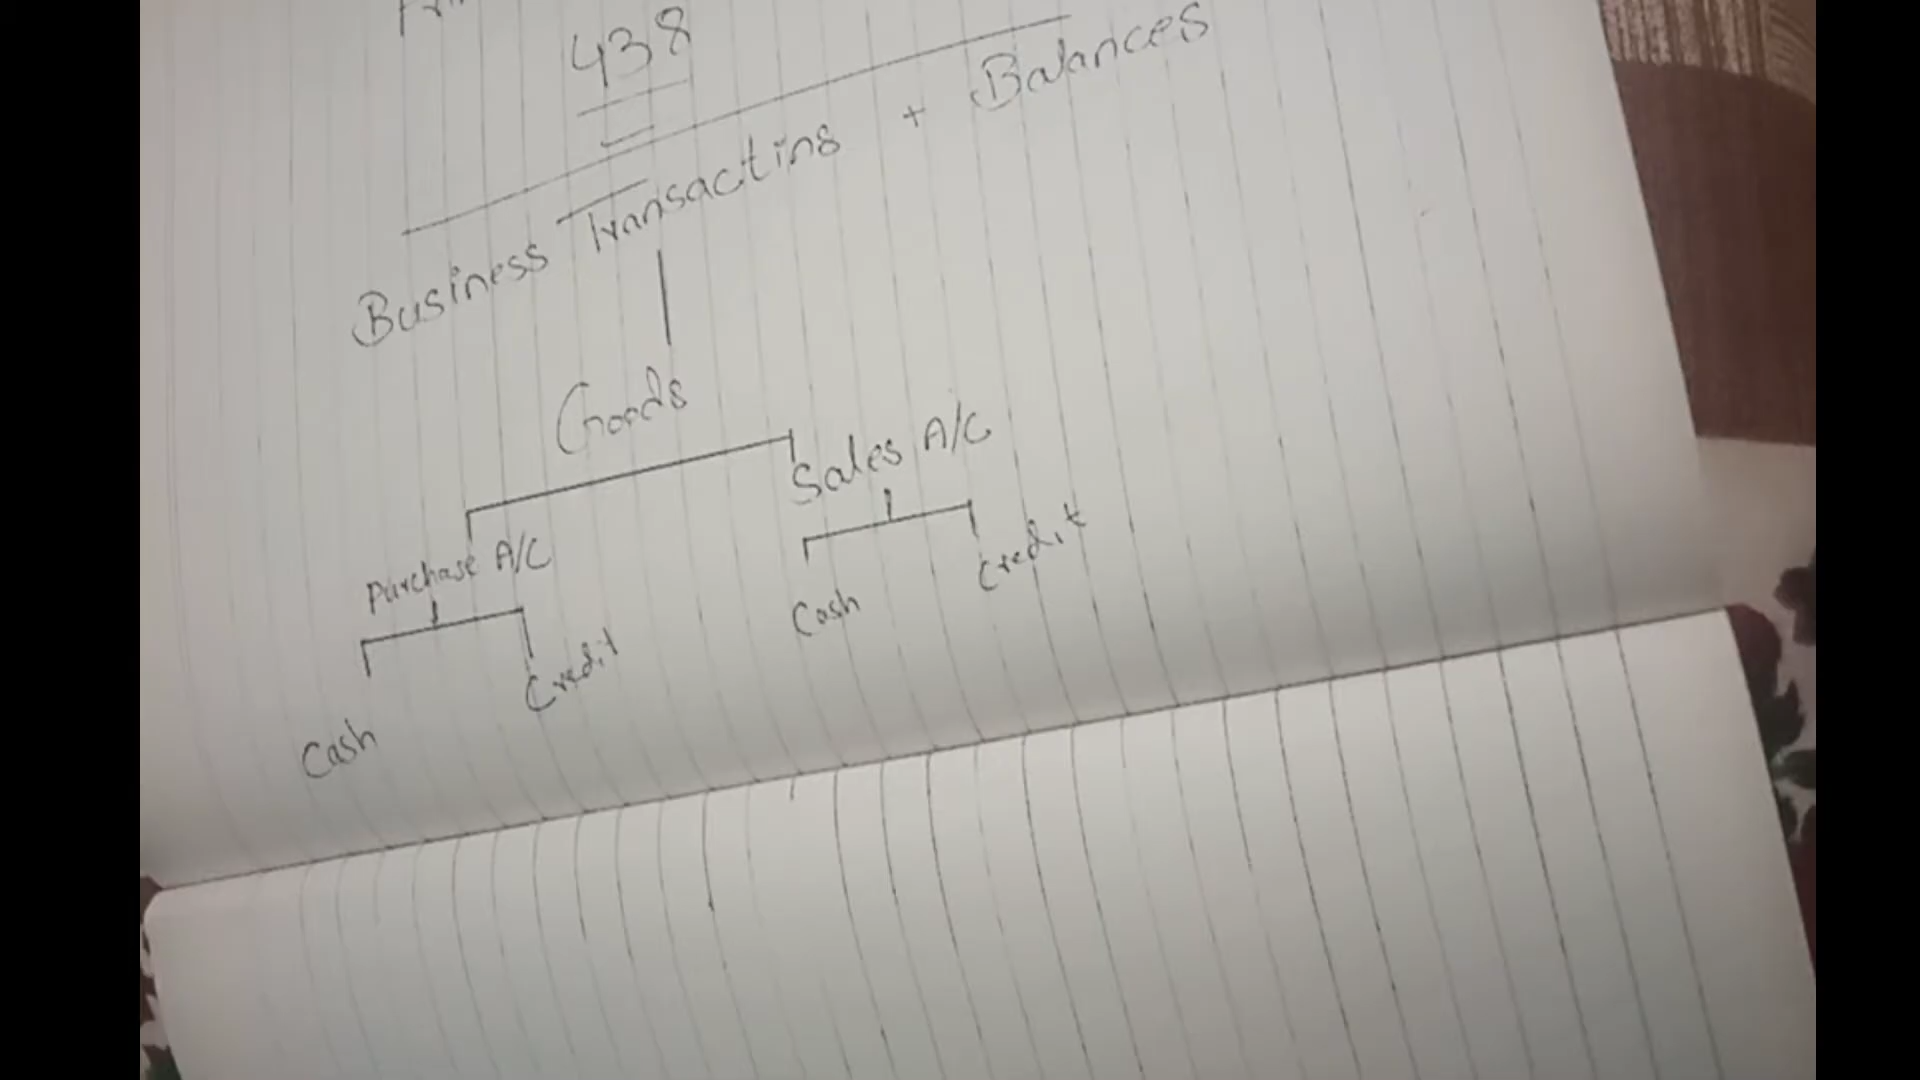 438
Business Transactins + Balances
Goods
Purchase A/C Sales A/C
Cash Credit Cash Credit